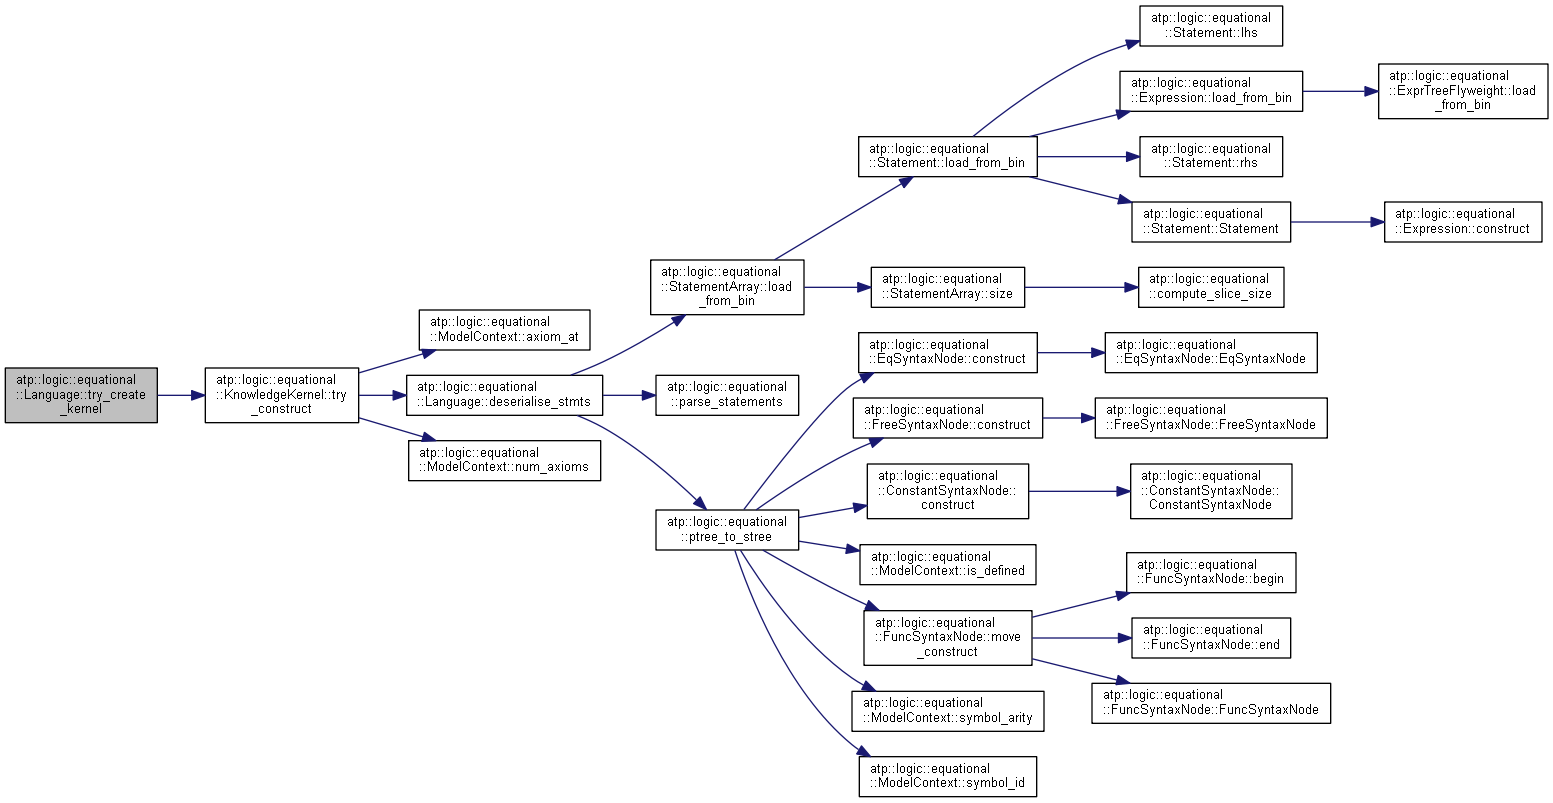 atp::logic::equational
::Language::try_create
_kernel
atp::logic::equational
::KnowledgeKernel::try
_construct
atp::logic::equational
::ModelContext::axiom_at
atp::logic::equational
::Language::deserialise_stmts
atp::logic::equational
::ModelContext::num_axioms
atp::logic::equational
::StatementArray::load
_from_bin
atp::logic::equational
::parse_statements
atp::logic::equational
::ptree_to_stree
atp::logic::equational
::Statement::load_from_bin
atp::logic::equational
::StatementArray::size
atp::logic::equational
::EqSyntaxNode::construct
atp::logic::equational
::FreeSyntaxNode::construct
atp::logic::equational
::ConstantSyntaxNode::
construct
atp::logic::equational
::ModelContext::is_defined
atp::logic::equational
::FuncSyntaxNode::move
_construct
atp::logic::equational
::ModelContext::symbol_arity
atp::logic::equational
::ModelContext::symbol_id
atp::logic::equational
::Statement::lhs
atp::logic::equational
::Expression::load_from_bin
atp::logic::equational
::Statement::rhs
atp::logic::equational
::Statement::Statement
atp::logic::equational
::compute_slice_size
atp::logic::equational
::EqSyntaxNode::EqSyntaxNode
atp::logic::equational
::FreeSyntaxNode::FreeSyntaxNode
atp::logic::equational
::ConstantSyntaxNode::
ConstantSyntaxNode
atp::logic::equational
::FuncSyntaxNode::begin
atp::logic::equational
::FuncSyntaxNode::end
atp::logic::equational
::FuncSyntaxNode::FuncSyntaxNode
atp::logic::equational
::ExprTreeFlyweight::load
_from_bin
atp::logic::equational
::Expression::construct